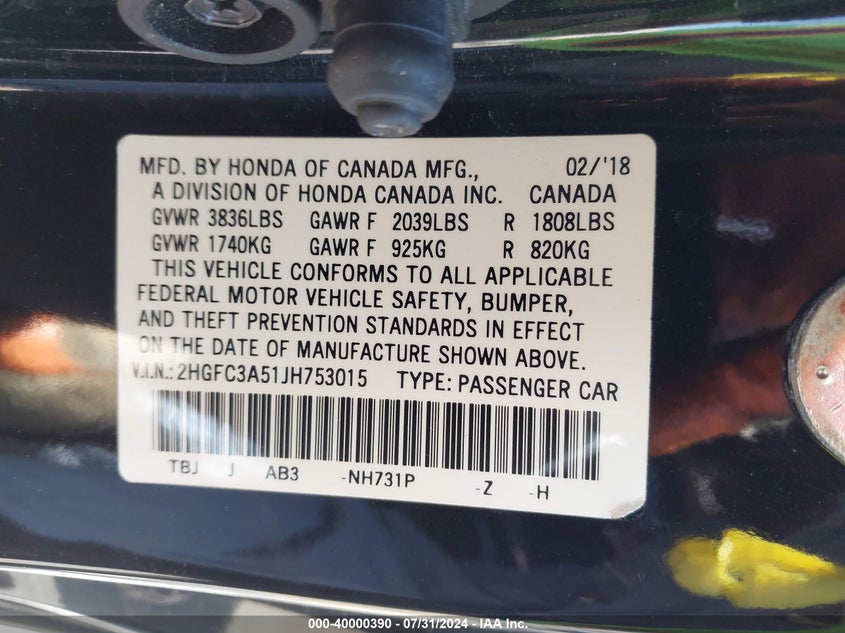 MFD. BY HONDA OF CANADA MFG., 02/'18
A DIVISION OF HONDA CANADA INC. CANADA
GVWR 3836LBS GAWR F 2039LBS R 1808LBS
GVWR 1740KG GAWR F 925KG R 820KG
THIS VEHICLE CONFORMS TO ALL APPLICABLE
FEDERAL MOTOR VEHICLE SAFETY, BUMPER,
AND THEFT PREVENTION STANDARDS IN EFFECT
ON THE DATE OF MANUFACTURE SHOWN ABOVE.
V.I.N.: 2HGFC3A51JH753015 TYPE: PASSENGER CAR
TBJ J AB3 -NH731P -Z -H
000-40000390 - 07/31/2024 - IAA Inc.